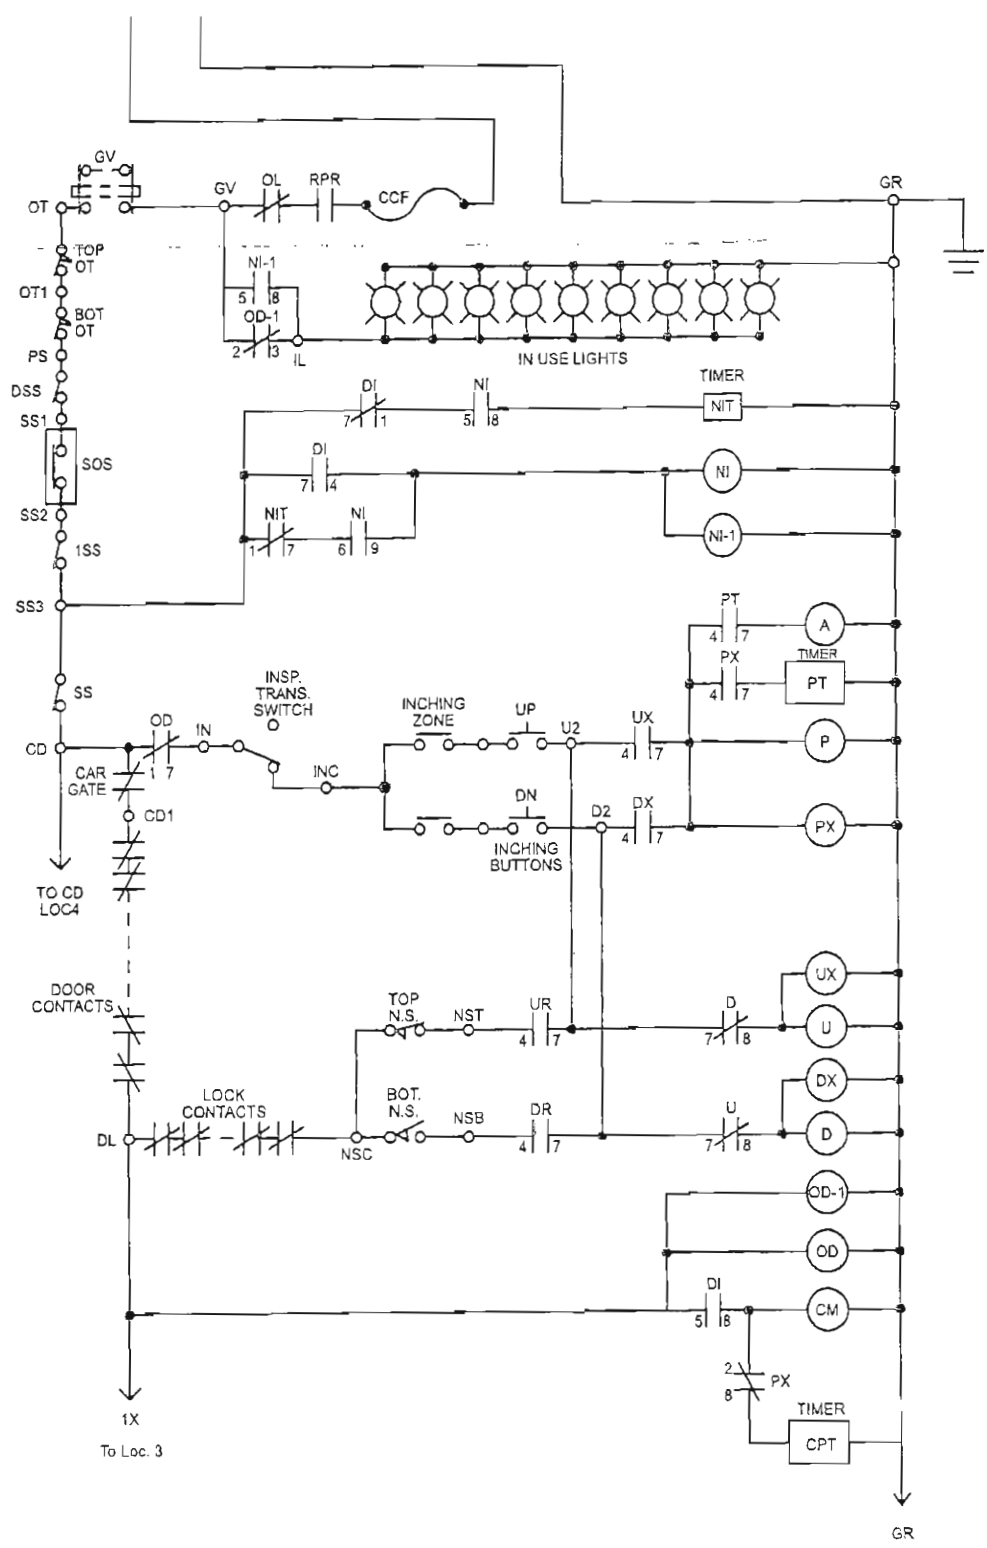 GV
GV
OL
RPR
CCF
GR
OT
TOP
OT
NI-1
5 8
OD-1
2 3
IL
IN USE LIGHTS
OT1
BOT
OT
PS
DSS
SS1
SOS
SS2
1SS
SS3
DI
7 1
NI
5 8
TIMER
NIT
DI
7 4
NI
NIT
1 7
NI
6 9
NI-1
PT
4 7
A
PX
4 7
TIMER
PT
SS
INSP.
TRANS.
SWITCH
INCHING
ZONE
UP
U2
UX
4 7
P
CD
OD
1 7
IN
CAR
GATE
INC
CD1
DN
D2
DX
4 7
PX
INCHING
BUTTONS
TO CD
LOC4
DOOR
CONTACTS
TOP
N.S.
NST
UR
4 7
D
7 8
UX
U
LOCK
CONTACTS
BOT.
N.S.
NSB
DR
4 7
U
7 8
DX
D
DL
NSC
OD-1
OD
DI
5 8
CM
2
8
PX
TIMER
CPT
1X
To Loc. 3
GR